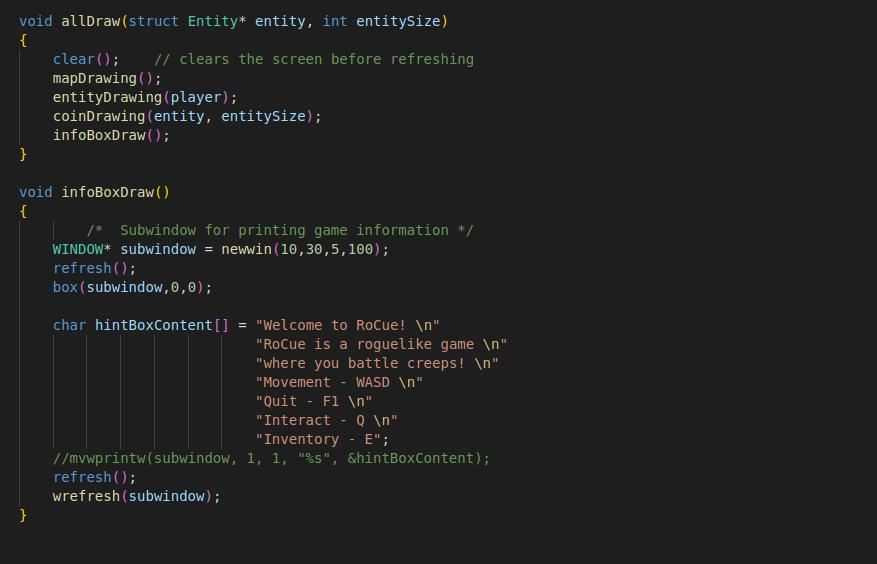 void allDraw(struct Entity* entity, int entitySize)
{
    clear();    // clears the screen before refreshing
    mapDrawing();
    entityDrawing(player);
    coinDrawing(entity, entitySize);
    infoBoxDraw();
}

void infoBoxDraw()
{
        /*  Subwindow for printing game information */
    WINDOW* subwindow = newwin(10,30,5,100);
    refresh();
    box(subwindow,0,0);

    char hintBoxContent[] = "Welcome to RoCue! \n"
                            "RoCue is a roguelike game \n"
                            "where you battle creeps! \n"
                            "Movement - WASD \n"
                            "Quit - F1 \n"
                            "Interact - Q \n"
                            "Inventory - E";
    //mvwprintw(subwindow, 1, 1, "%s", &hintBoxContent);
    refresh();
    wrefresh(subwindow);
}